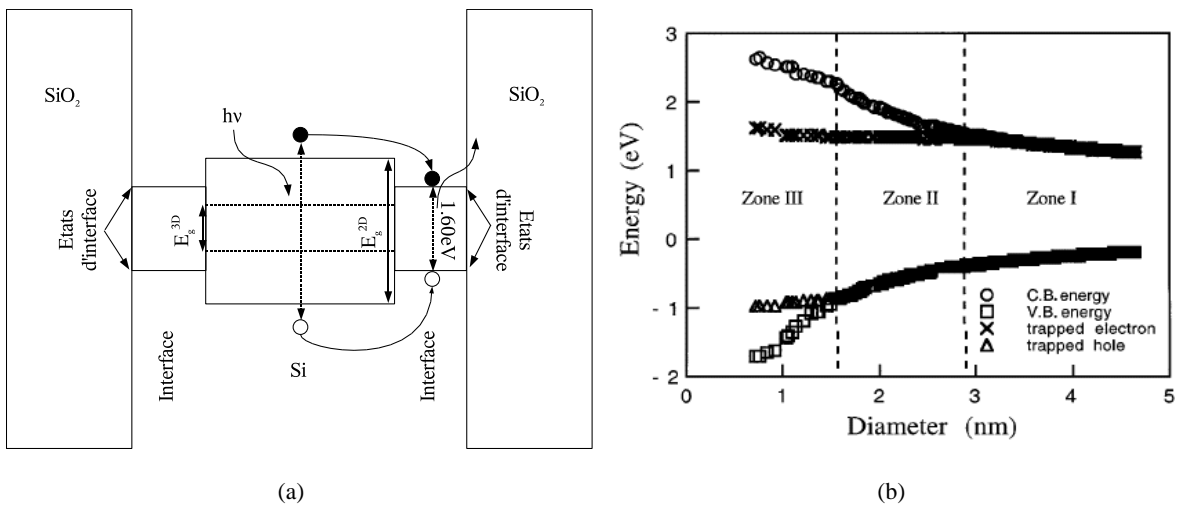 SiO2
hν
Etats
d'interface
Eg3D
Eg2D
1.60eV
SiO2
Etats
d'interface
Interface
Si
Interface
(a)
Energy (eV)
3
2
1
0
- 1
- 2
Zone III
Zone II
Zone I
C.B. energy
V.B. energy
trapped electron
trapped hole
0
1
2
3
4
5
Diameter (nm)
(b)